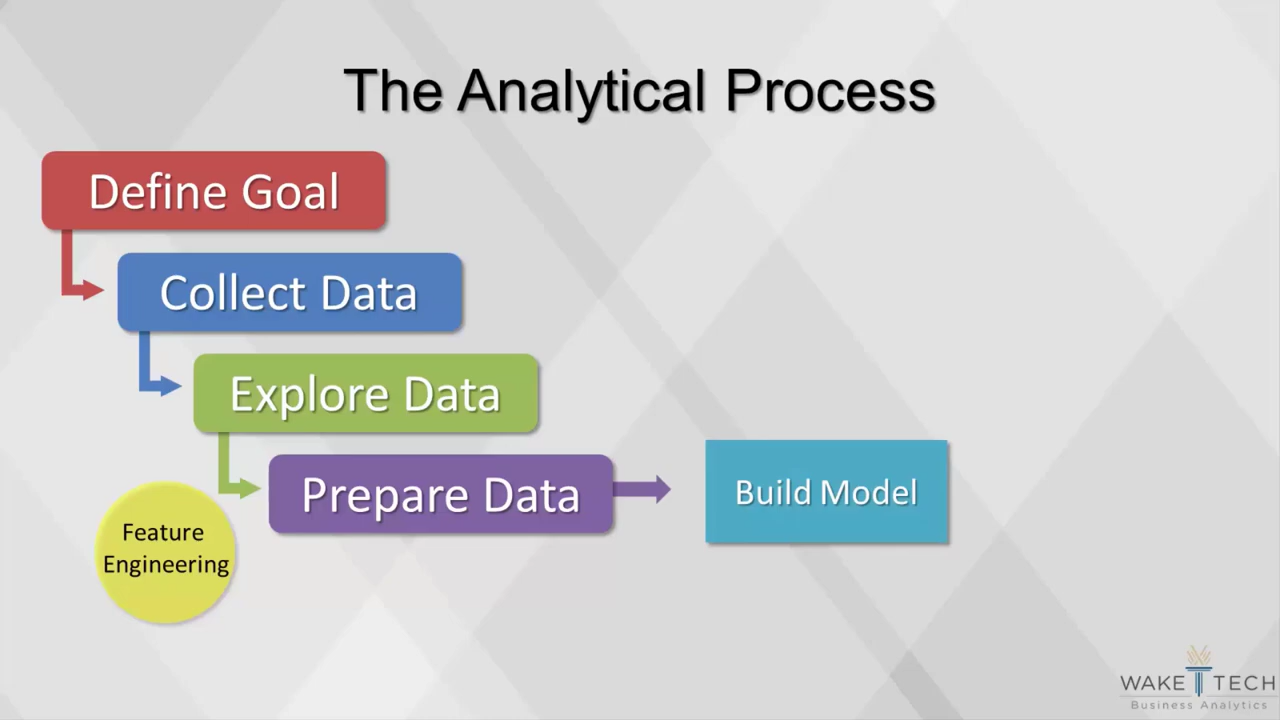 The Analytical Process
Define Goal
Collect Data
Explore Data
Prepare Data
Build Model
Feature
Engineering
WAKE TECH
Business Analytics